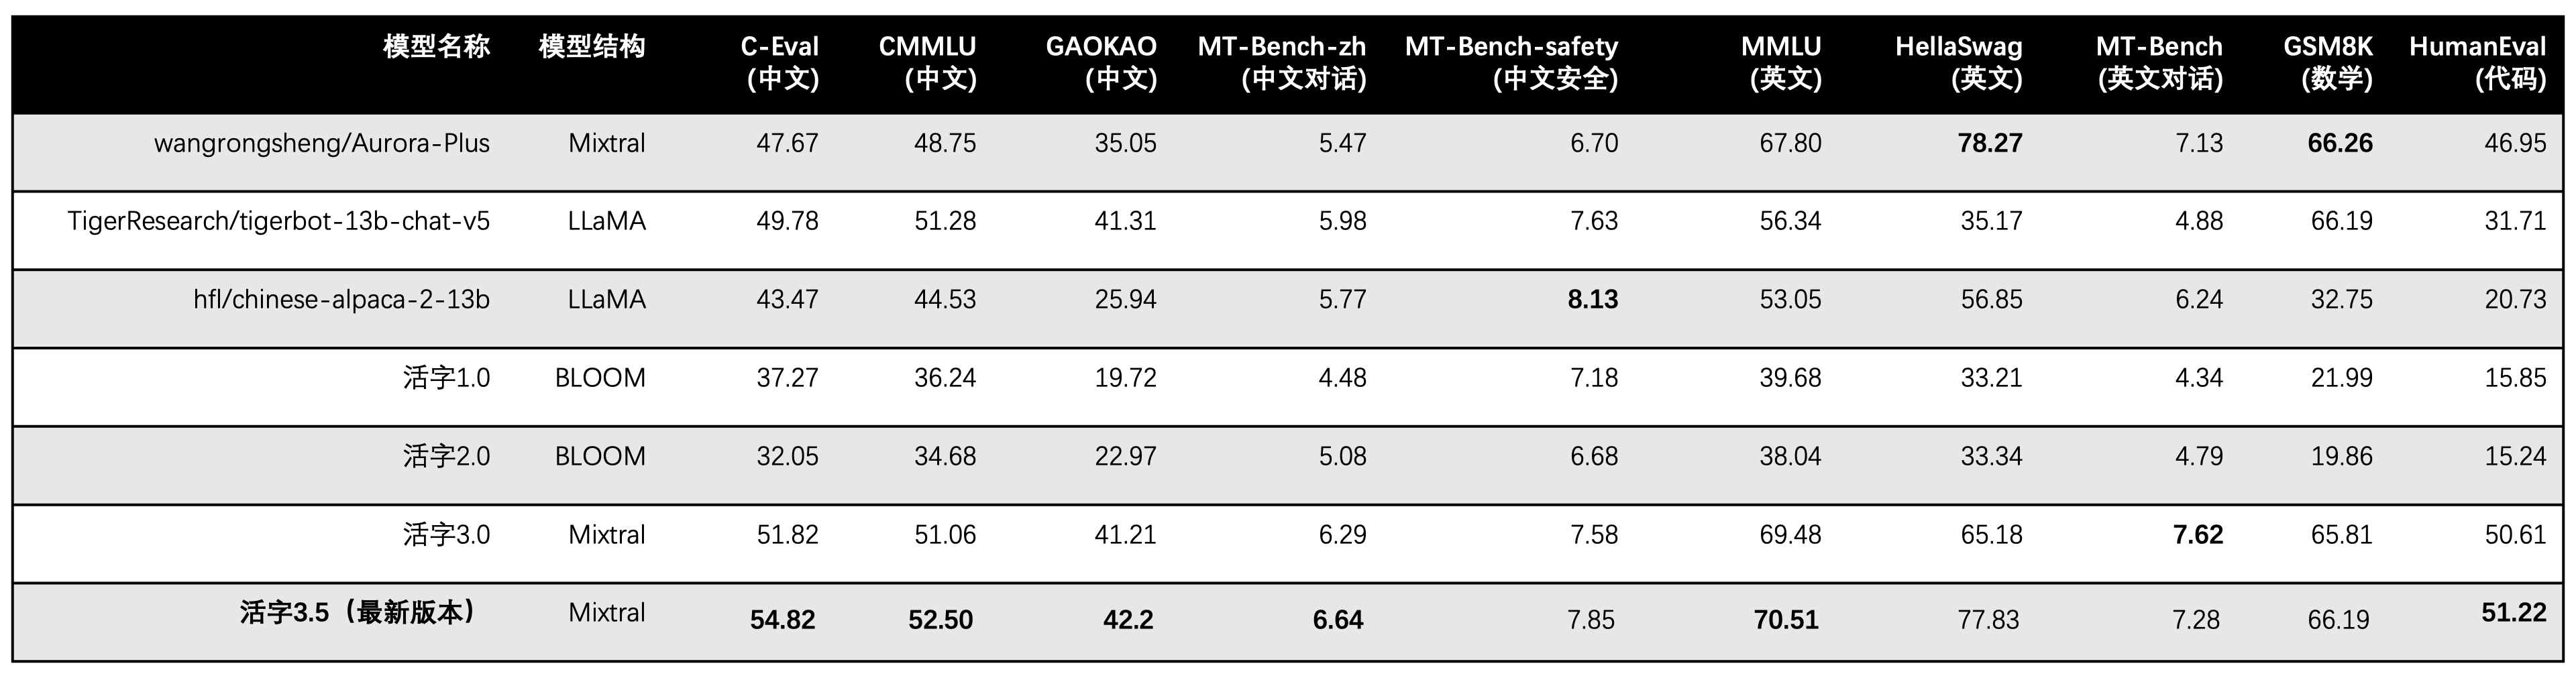 模型名称 模型结构 C-Eval CMMLU GAOKAO MT-Bench-zh MT-Bench-safety MMLU HellaSwag MT-Bench GSM8K HumanEval
(中文) (中文) (中文) (中文对话) (中文安全) (英文) (英文) (英文对话) (数学) (代码)
wangrongsheng/Aurora-Plus Mixtral 47.67 48.75 35.05 5.47 6.70 67.80 78.27 7.13 66.26 46.95
TigerResearch/tigerbot-13b-chat-v5 LLaMA 49.78 51.28 41.31 5.98 7.63 56.34 35.17 4.88 66.19 31.71
hfl/chinese-alpaca-2-13b LLaMA 43.47 44.53 25.94 5.77 8.13 53.05 56.85 6.24 32.75 20.73
活字1.0 BLOOM 37.27 36.24 19.72 4.48 7.18 39.68 33.21 4.34 21.99 15.85
活字2.0 BLOOM 32.05 34.68 22.97 5.08 6.68 38.04 33.34 4.79 19.86 15.24
活字3.0 Mixtral 51.82 51.06 41.21 6.29 7.58 69.48 65.18 7.62 65.81 50.61
活字3.5（最新版本） Mixtral 54.82 52.50 42.2 6.64 7.85 70.51 77.83 7.28 66.19 51.22